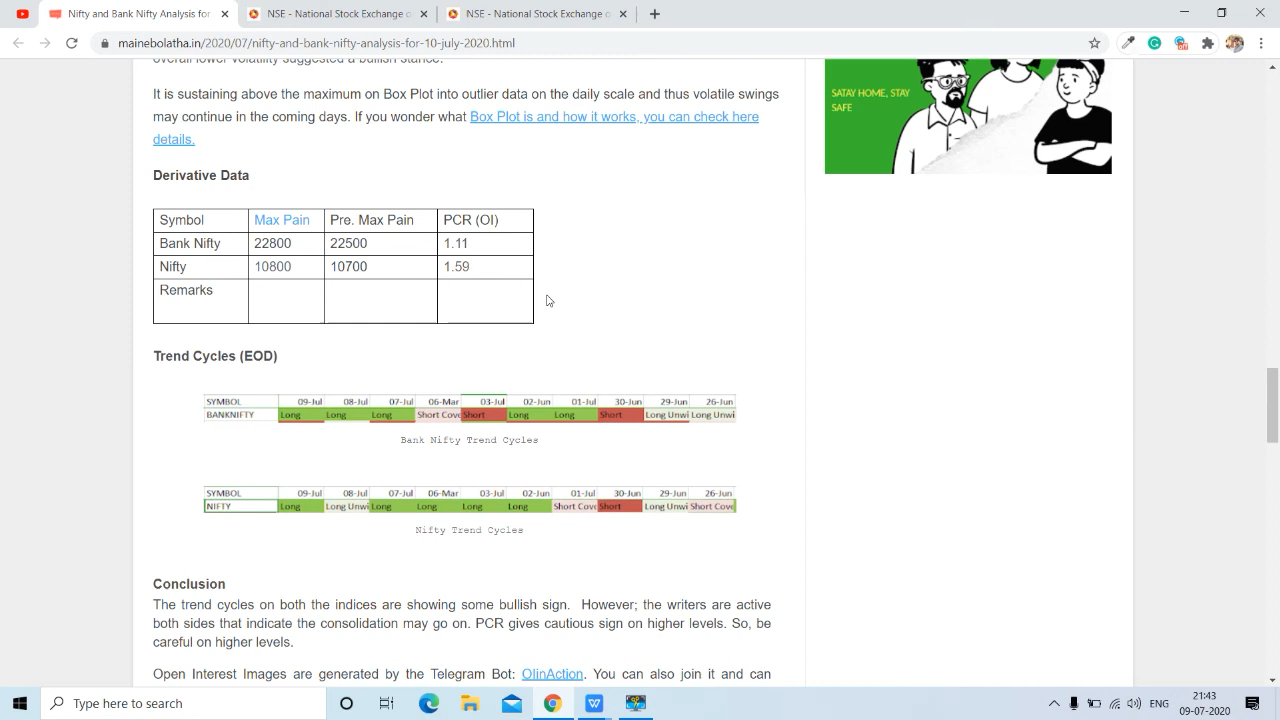 Nifty and Bank Nifty Analysis for
NSE - National Stock Exchange o
NSE - National Stock Exchange o
mainebolatha.in/2020/07/nifty-and-bank-nifty-analysis-for-10-july-2020.html
overall lower volatility suggested a bullish stance.
It is sustaining above the maximum on Box Plot into outlier data on the daily scale and thus volatile swings
may continue in the coming days. If you wonder what Box Plot is and how it works, you can check here
details.
SATAY HOME, STAY
SAFE
Derivative Data
Symbol Max Pain Pre. Max Pain PCR (OI)
Bank Nifty 22800 22500 1.11
Nifty 10800 10700 1.59
Remarks
Trend Cycles (EOD)
SYMBOL 09-Jul 08-Jul 07-Jul 06-Mar 03-Jul 02-Jun 01-Jul 30-Jun 29-Jun 26-Jun
BANKNIFTY Long Long Long Short Cove Short Long Long Short Long Unwi Long Unwi
Bank Nifty Trend Cycles
SYMBOL 09-Jul 08-Jul 07-Jul 06-Mar 03-Jul 02-Jun 01-Jul 30-Jun 29-Jun 26-Jun
NIFTY Long Long Unwi Long Long Long Long Short Cove Short Long Unwi Short Cove
Nifty Trend Cycles
Conclusion
The trend cycles on both the indices are showing some bullish sign. However; the writers are active
both sides that indicate the consolidation may go on. PCR gives cautious sign on higher levels. So, be
careful on higher levels.
Open Interest Images are generated by the Telegram Bot: OIinAction. You can also join it and can
Type here to search
ENG
21:43
09-07-2020